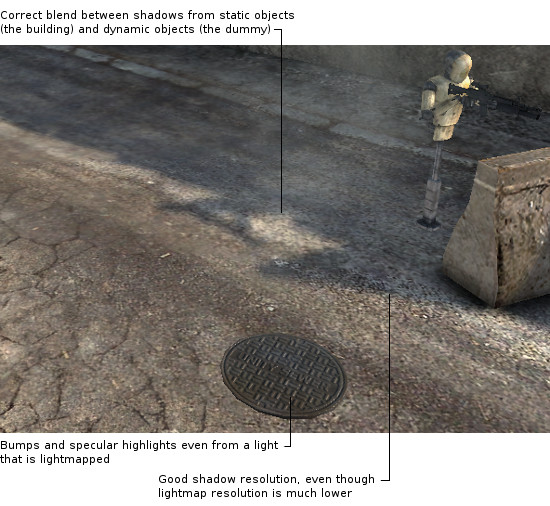 Correct blend between shadows from static objects
(the building) and dynamic objects (the dummy)
Bumps and specular highlights even from a light
that is lightmapped
Good shadow resolution, even though
lightmap resolution is much lower